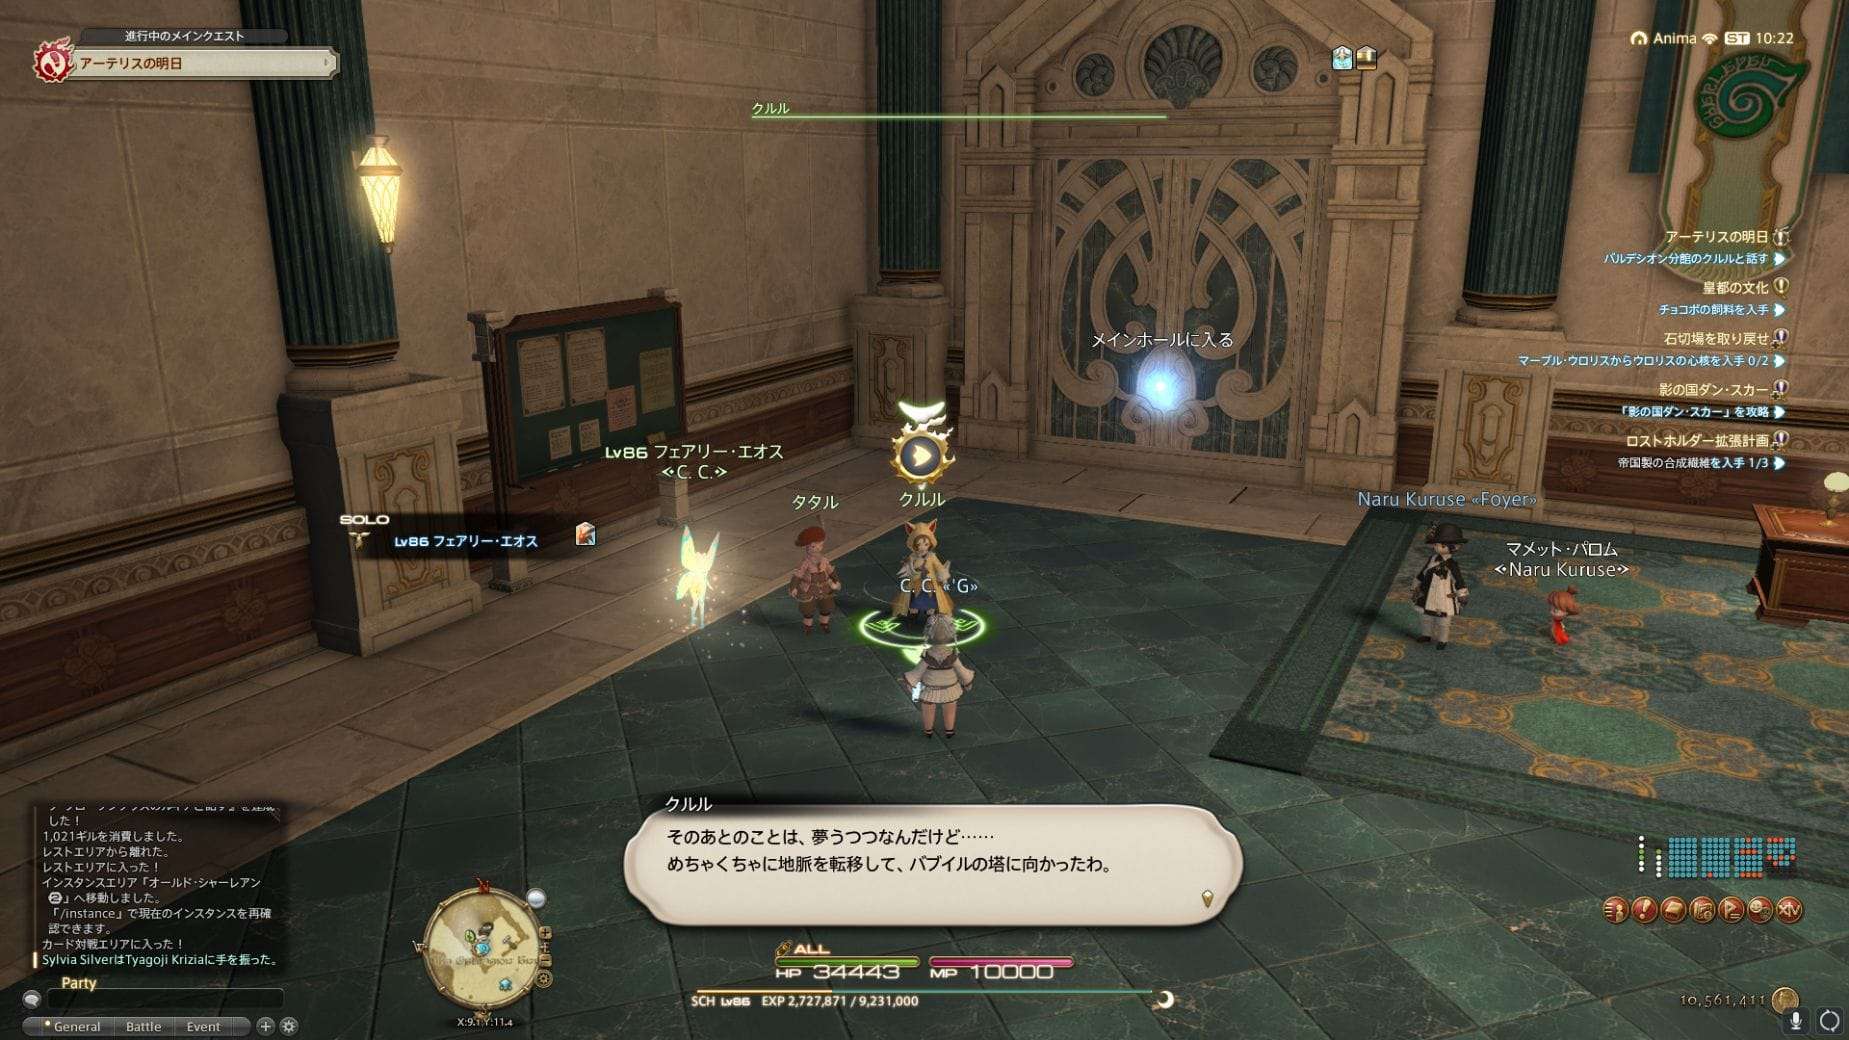 進行中のメインクエスト
アーテリスの明日
Anima ST 10:22
クルル
アーテリスの明日
バルデシオン分館のクルルと話す
皇都の文化
チョコボの飼料を入手
石切場を取り戻せ
マーブル・ウロリスからウロリスの心核を入手 0/2
影の国ダン・スカー
「影の国ダン・スカー」を攻略
ロストホルダー拡張計画
帝国製の合成繊維を入手 1/3
メインホールに入る
Lv86 フェアリー・エオス
«C. C.»
タタル
クルル
Naru Kuruse «Foyer»
SOLO
Lv86 フェアリー・エオス
マメット・パロム
«Naru Kuruse»
C. C. «'G»
クルル
そのあとのことは、夢うつつなんだけど……
めちゃくちゃに地脈を転移して、バブイルの塔に向かったわ。
した！
1,021ギルを消費しました。
レストエリアから離れた。
レストエリアに入った！
インスタンスエリア「オールド・シャーレアン
2」へ移動しました。
「/instance」で現在のインスタンスを再確
認できます。
カード対戦エリアに入った！
Sylvia SilverはTyagoji Kriziaに手を振った。
Party
General Battle Event
X:9.1 Y:11.4
ALL
HP 34443 MP 10000
SCH Lv86 EXP 2,727,871 / 9,231,000
XIV
10,561,411